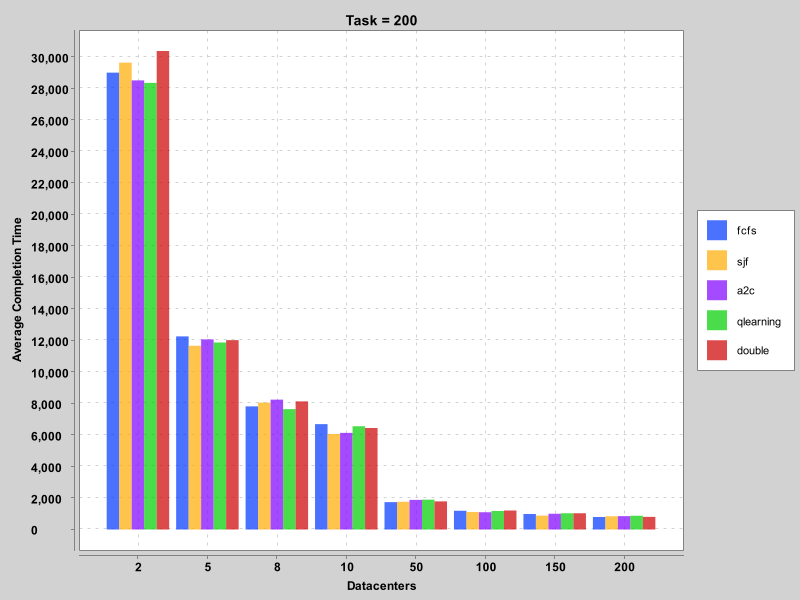 Task = 200
Average Completion Time
30,000
28,000
26,000
24,000
22,000
20,000
18,000
16,000
14,000
12,000
10,000
8,000
6,000
4,000
2,000
0
2 5 8 10 50 100 150 200
Datacenters
fcfs
sjf
a2c
qlearning
double